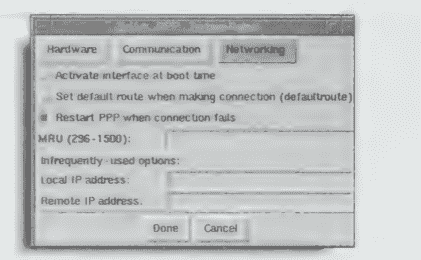 Hardware Communication Networking
Activate interface at boot time
Set default route when making connection (defaultroute)
Restart PPP when connection fails
MRU (296-1500):
Infrequently-used options:
Local IP address:
Remote IP address:
Done Cancel